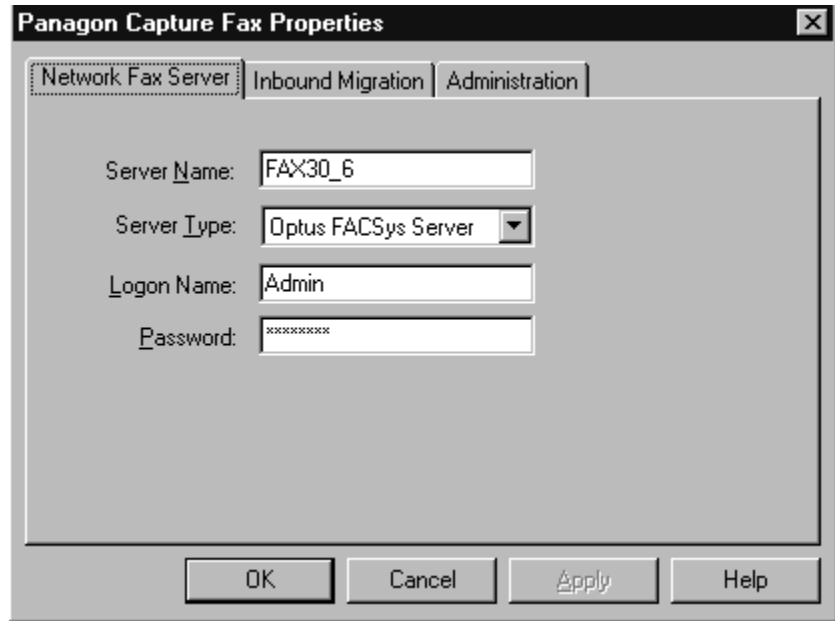 Panagon Capture Fax Properties
Network Fax Server Inbound Migration Administration
Server Name: FAX30_6
Server Type: Optus FACSys Server
Logon Name: Admin
Password: xxxxxxxx
OK Cancel Apply Help